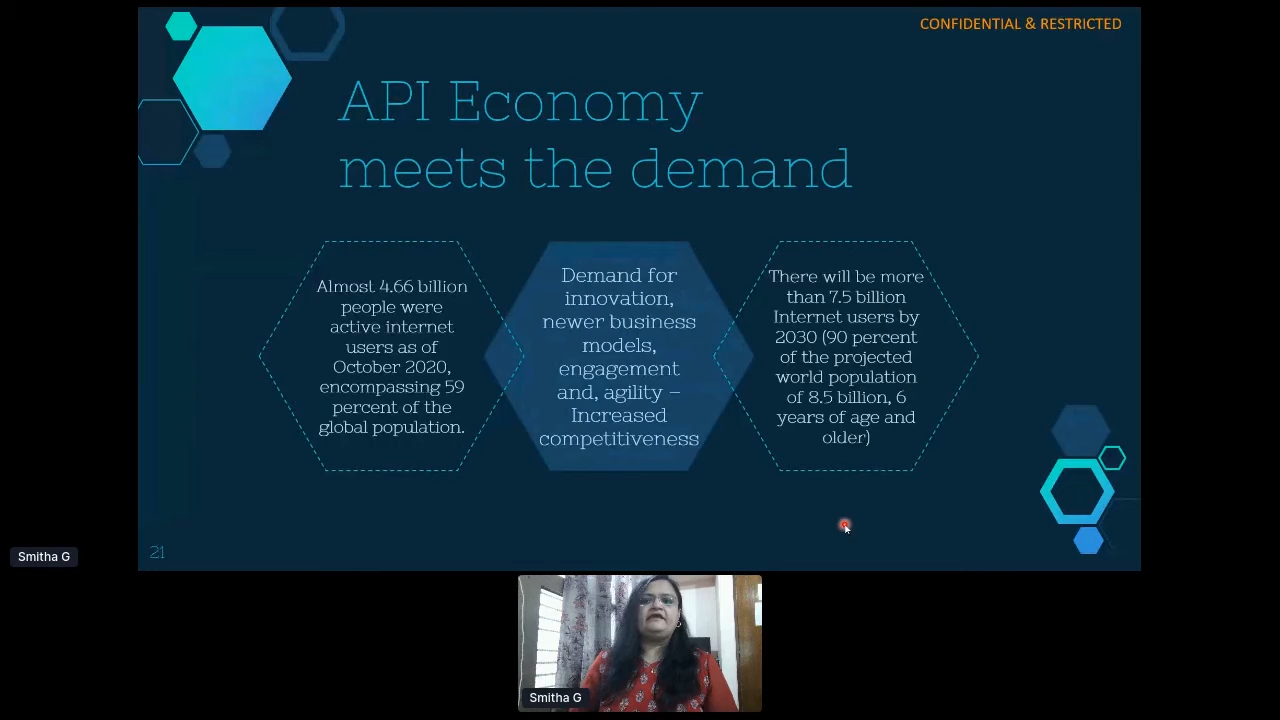 CONFIDENTIAL & RESTRICTED
API Economy
meets the demand
Almost 4.66 billion
people were
active internet
users as of
October 2020,
encompassing 59
percent of the
global population.
Demand for
innovation,
newer business
models,
engagement
and, agility –
Increased
competitiveness
There will be more
than 7.5 billion
Internet users by
2030 (90 percent
of the projected
world population
of 8.5 billion, 6
years of age and
older)
21
Smitha G
Smitha G